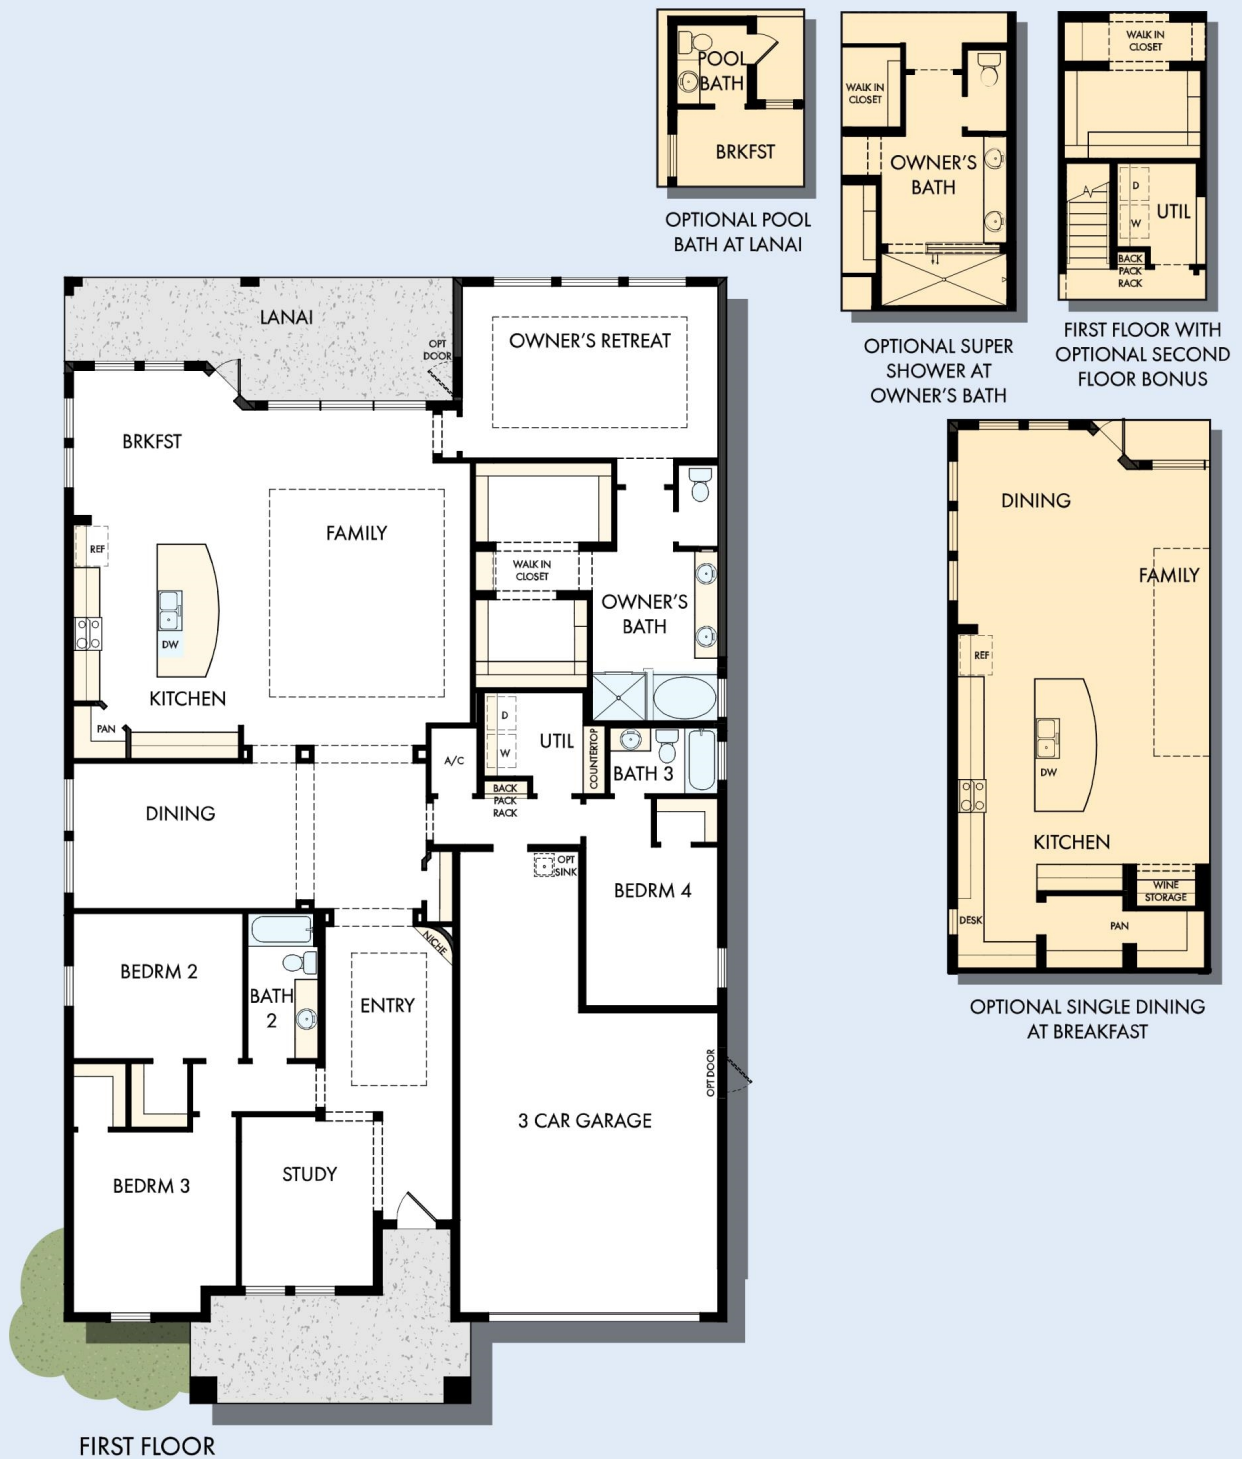 POOL
BATH
BRKFST
OPTIONAL POOL
BATH AT LANAI
WALK IN
CLOSET
OWNER'S
BATH
OPTIONAL SUPER
SHOWER AT
OWNER'S BATH
WALK IN
CLOSET
D
W
UTIL
BACK
PACK
RACK
FIRST FLOOR WITH
OPTIONAL SECOND
FLOOR BONUS
LANAI
OPT
DOOR
OWNER'S RETREAT
BRKFST
FAMILY
REF
DW
KITCHEN
PAN
WALK IN
CLOSET
OWNER'S
BATH
D
W
UTIL
COUNTERTOP
BATH 3
A/C
BACK
PACK
RACK
DINING
OPT
SINK
BEDRM 4
NICHE
BEDRM 2
BATH
2
ENTRY
OPT DOOR
3 CAR GARAGE
BEDRM 3
STUDY
FIRST FLOOR
DINING
FAMILY
REF
DW
KITCHEN
WINE
STORAGE
DESK
PAN
OPTIONAL SINGLE DINING
AT BREAKFAST